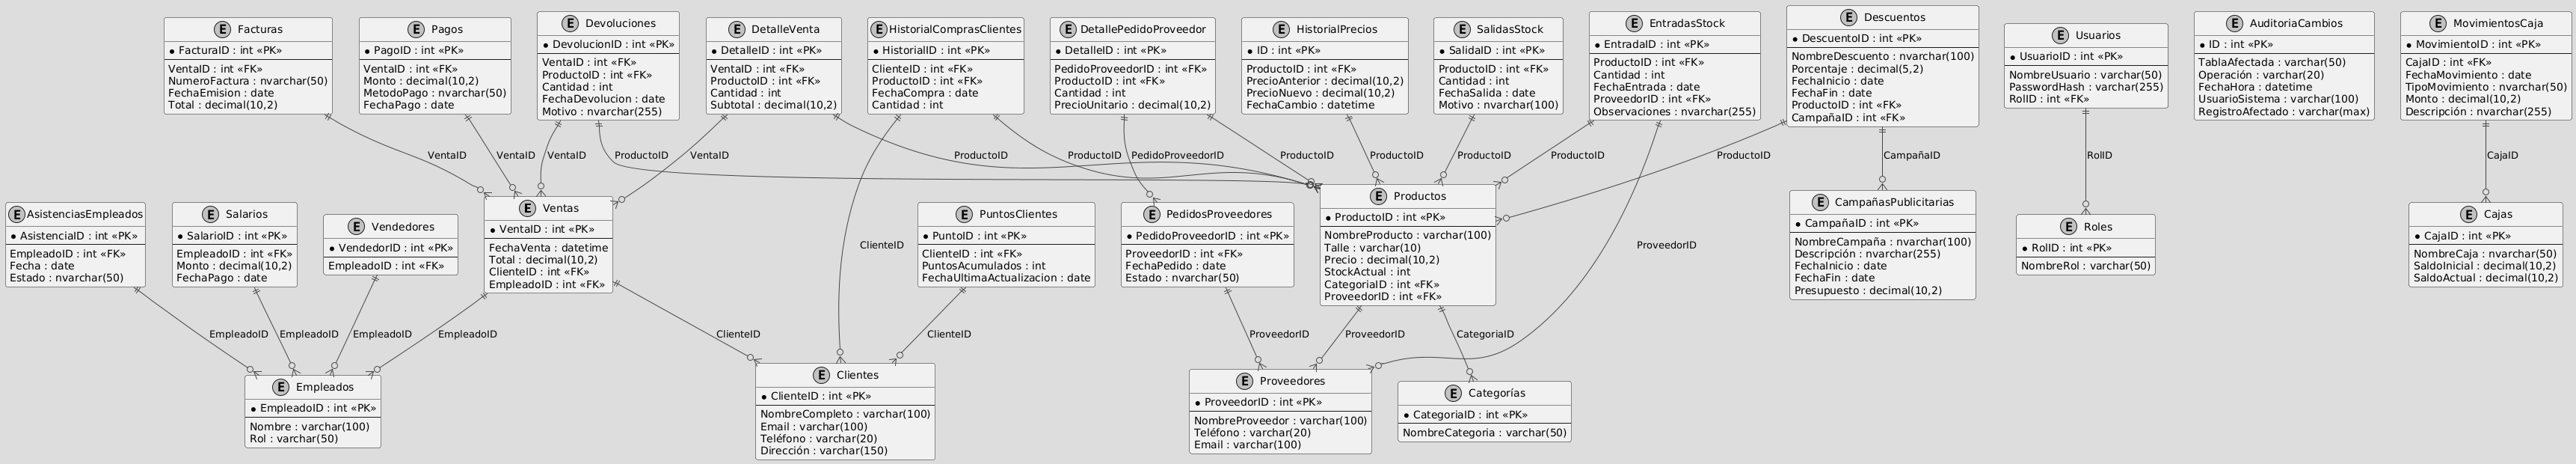 E Facturas
* FacturaID : int «PK»
VentaID : int «FK»
NumeroFactura : nvarchar(50)
FechaEmision : date
Total : decimal(10,2)
E Pagos
* PagoID : int «PK»
VentaID : int «FK»
Monto : decimal(10,2)
MetodoPago : nvarchar(50)
FechaPago : date
E Devoluciones
* DevolucionID : int «PK»
VentaID : int «FK»
ProductoID : int «FK»
Cantidad : int
FechaDevolucion : date
Motivo : nvarchar(255)
E DetalleVenta
* DetalleID : int «PK»
VentaID : int «FK»
ProductoID : int «FK»
Cantidad : int
Subtotal : decimal(10,2)
E HistorialComprasClientes
* HistorialID : int «PK»
ClienteID : int «FK»
ProductoID : int «FK»
FechaCompra : date
Cantidad : int
E DetallePedidoProveedor
* DetalleID : int «PK»
PedidoProveedorID : int «FK»
ProductoID : int «FK»
Cantidad : int
PrecioUnitario : decimal(10,2)
E HistorialPrecios
* ID : int «PK»
ProductoID : int «FK»
PrecioAnterior : decimal(10,2)
PrecioNuevo : decimal(10,2)
FechaCambio : datetime
E SalidasStock
* SalidaID : int «PK»
ProductoID : int «FK»
Cantidad : int
FechaSalida : date
Motivo : nvarchar(100)
E EntradasStock
* EntradaID : int «PK»
ProductoID : int «FK»
Cantidad : int
FechaEntrada : date
ProveedorID : int «FK»
Observaciones : nvarchar(255)
E Descuentos
* DescuentoID : int «PK»
NombreDescuento : nvarchar(100)
Porcentaje : decimal(5,2)
FechaInicio : date
FechaFin : date
ProductoID : int «FK»
CampañaID : int «FK»
E Usuarios
* UsuarioID : int «PK»
NombreUsuario : varchar(50)
PasswordHash : varchar(255)
RolID : int «FK»
E AuditoriaCambios
* ID : int «PK»
TablaAfectada : varchar(50)
Operación : varchar(20)
FechaHora : datetime
UsuarioSistema : varchar(100)
RegistroAfectado : varchar(max)
E MovimientosCaja
* MovimientoID : int «PK»
CajaID : int «FK»
FechaMovimiento : date
TipoMovimiento : nvarchar(50)
Monto : decimal(10,2)
Descripción : nvarchar(255)
VentaID
VentaID
VentaID
ProductoID
VentaID
ProductoID
ProductoID
PedidoProveedorID
ProductoID
ProductoID
ProductoID
ProductoID
ProductoID
CampañaID
RolID
CajaID
E AsistenciasEmpleados
* AsistenciaID : int «PK»
EmpleadoID : int «FK»
Fecha : date
Estado : nvarchar(50)
E Salarios
* SalarioID : int «PK»
EmpleadoID : int «FK»
Monto : decimal(10,2)
FechaPago : date
E Vendedores
* VendedorID : int «PK»
EmpleadoID : int «FK»
E Ventas
* VentaID : int «PK»
FechaVenta : datetime
Total : decimal(10,2)
ClienteID : int «FK»
EmpleadoID : int «FK»
ClienteID
E PuntosClientes
* PuntoID : int «PK»
ClienteID : int «FK»
PuntosAcumulados : int
FechaUltimaActualizacion : date
E PedidosProveedores
* PedidoProveedorID : int «PK»
ProveedorID : int «FK»
FechaPedido : date
Estado : nvarchar(50)
E Productos
* ProductoID : int «PK»
NombreProducto : varchar(100)
Talle : varchar(10)
Precio : decimal(10,2)
StockActual : int
CategoriaID : int «FK»
ProveedorID : int «FK»
ProveedorID
E CampañasPublicitarias
* CampañaID : int «PK»
NombreCampaña : nvarchar(100)
Descripción : nvarchar(255)
FechaInicio : date
FechaFin : date
Presupuesto : decimal(10,2)
E Roles
* RolID : int «PK»
NombreRol : varchar(50)
E Cajas
* CajaID : int «PK»
NombreCaja : nvarchar(50)
SaldoInicial : decimal(10,2)
SaldoActual : decimal(10,2)
EmpleadoID
EmpleadoID
EmpleadoID
EmpleadoID
ClienteID
ClienteID
ProveedorID
ProveedorID
CategoriaID
E Empleados
* EmpleadoID : int «PK»
Nombre : varchar(100)
Rol : varchar(50)
E Clientes
* ClienteID : int «PK»
NombreCompleto : varchar(100)
Email : varchar(100)
Teléfono : varchar(20)
Dirección : varchar(150)
E Proveedores
* ProveedorID : int «PK»
NombreProveedor : varchar(100)
Teléfono : varchar(20)
Email : varchar(100)
E Categorías
* CategoriaID : int «PK»
NombreCategoria : varchar(50)